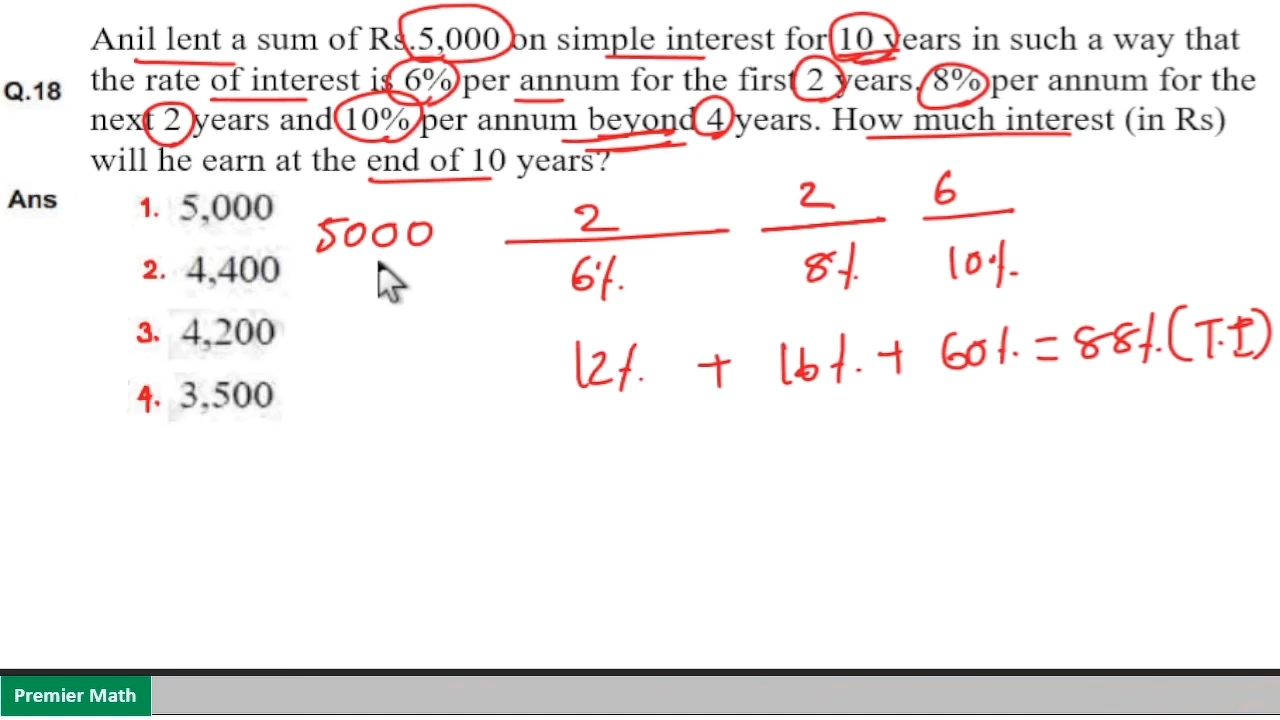 Q.18
Anil lent a sum of Rs.5,000 on simple interest for 10 years in such a way that
the rate of interest is 6% per annum for the first 2 years, 8% per annum for the
next 2 years and 10% per annum beyond 4 years. How much interest (in Rs)
will he earn at the end of 10 years?
Ans
1. 5,000
2. 4,400
3. 4,200
4. 3,500
5000
2 2 6
6% 8% 10%
12% + 16% + 60% = 88% (T.I)
Premier Math